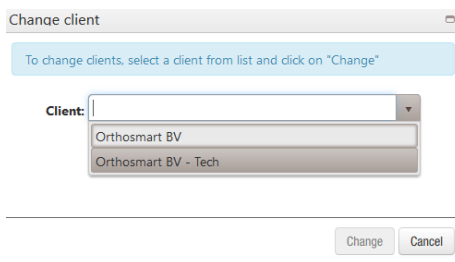 Change client
To change clients, select a client from list and click on "Change"
Client:
Orthosmart BV
Orthosmart BV - Tech
Change Cancel